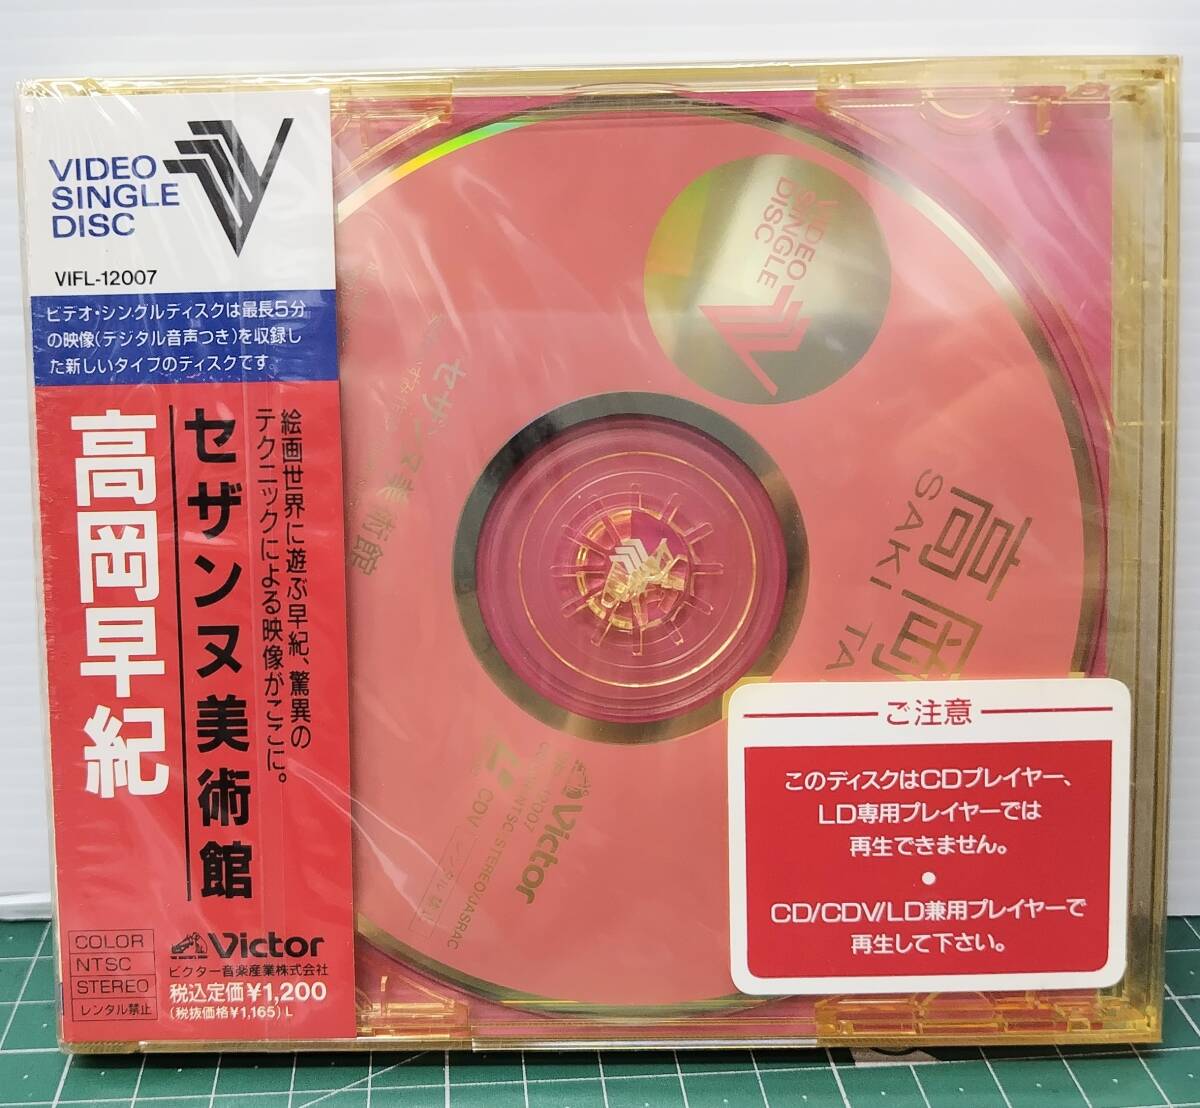 VIDEO
SINGLE
DISC
VIFL-12007
ビデオ・シングルディスクは最長5分
の映像(デジタル音声つき)を収録し
た新しいタイプのディスクです。
絵画世界に遊ぶ早紀、驚異の
テクニックによる映像がここに。
セザンヌ美術館
高岡早紀
COLOR
NTSC
STEREO
レンタル禁止
Victor
ビクター音楽産業株式会社
税込定価¥1,200
(税抜価格¥1,165)L
VIDEO
SINGLE
DISC
セザンヌ美術館
高岡
SAKI TA
Victor
CDV
STEREO/JASRAC
ご注意
このディスクはCDプレイヤー、
LD専用プレイヤーでは
再生できません。
●
CD/CDV/LD兼用プレイヤーで
再生して下さい。